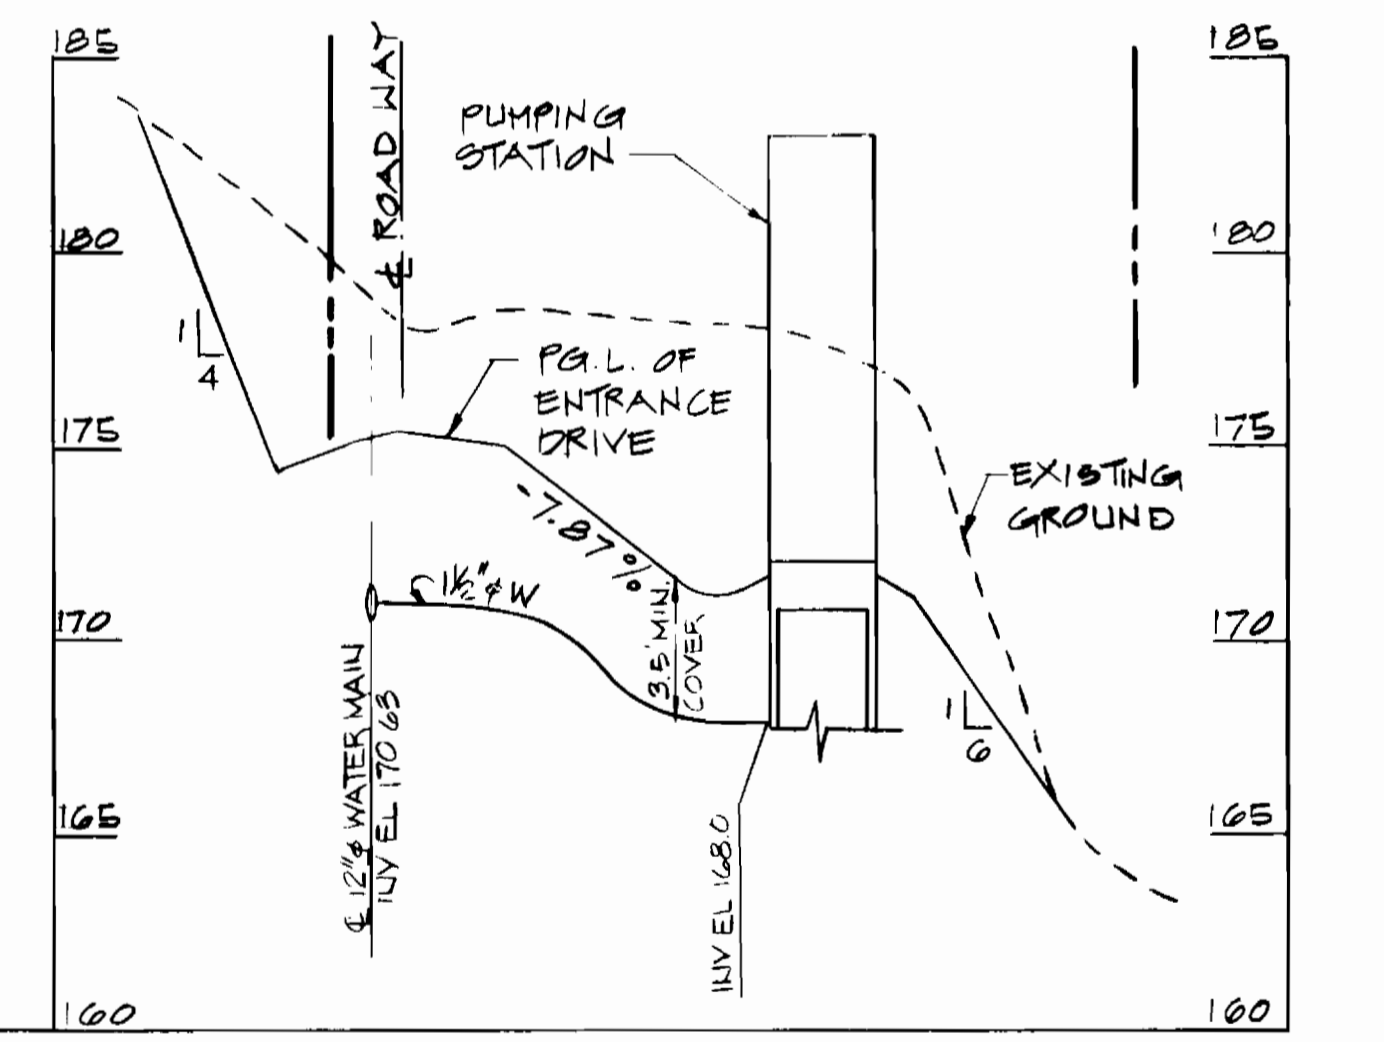 185
185
℄ ROAD WAY
PUMPING
STATION
180
180
1
4
P.G.L. OF
ENTRANCE
DRIVE
175
175
EXISTING
GROUND
-7.87%
1½"ϕ W
3.5' MIN.
COVER
170
170
℄ 12"ϕ WATER MAIN
INV EL 170 63
1
6
INV EL 168.0
165
165
160
160